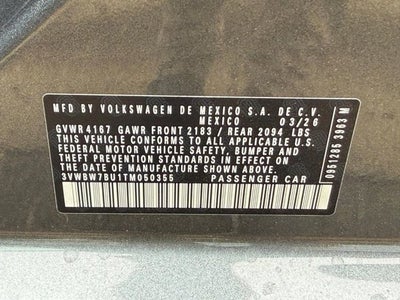 MFD BY VOLKSWAGEN DE MEXICO S.A. DE C.V.
MEXICO 03/26
GVWR 4167 GAWR FRONT 2183 / REAR 2094 LBS
THIS VEHICLE CONFORMS TO ALL APPLICABLE U.S.
FEDERAL MOTOR VEHICLE SAFETY, BUMPER AND
THEFT PREVENTION STANDARDS IN EFFECT ON
THE DATE OF MANUFACTURE SHOWN ABOVE
3VWBW7BU1TM050355 PASSENGER CAR
0951285 3963 M